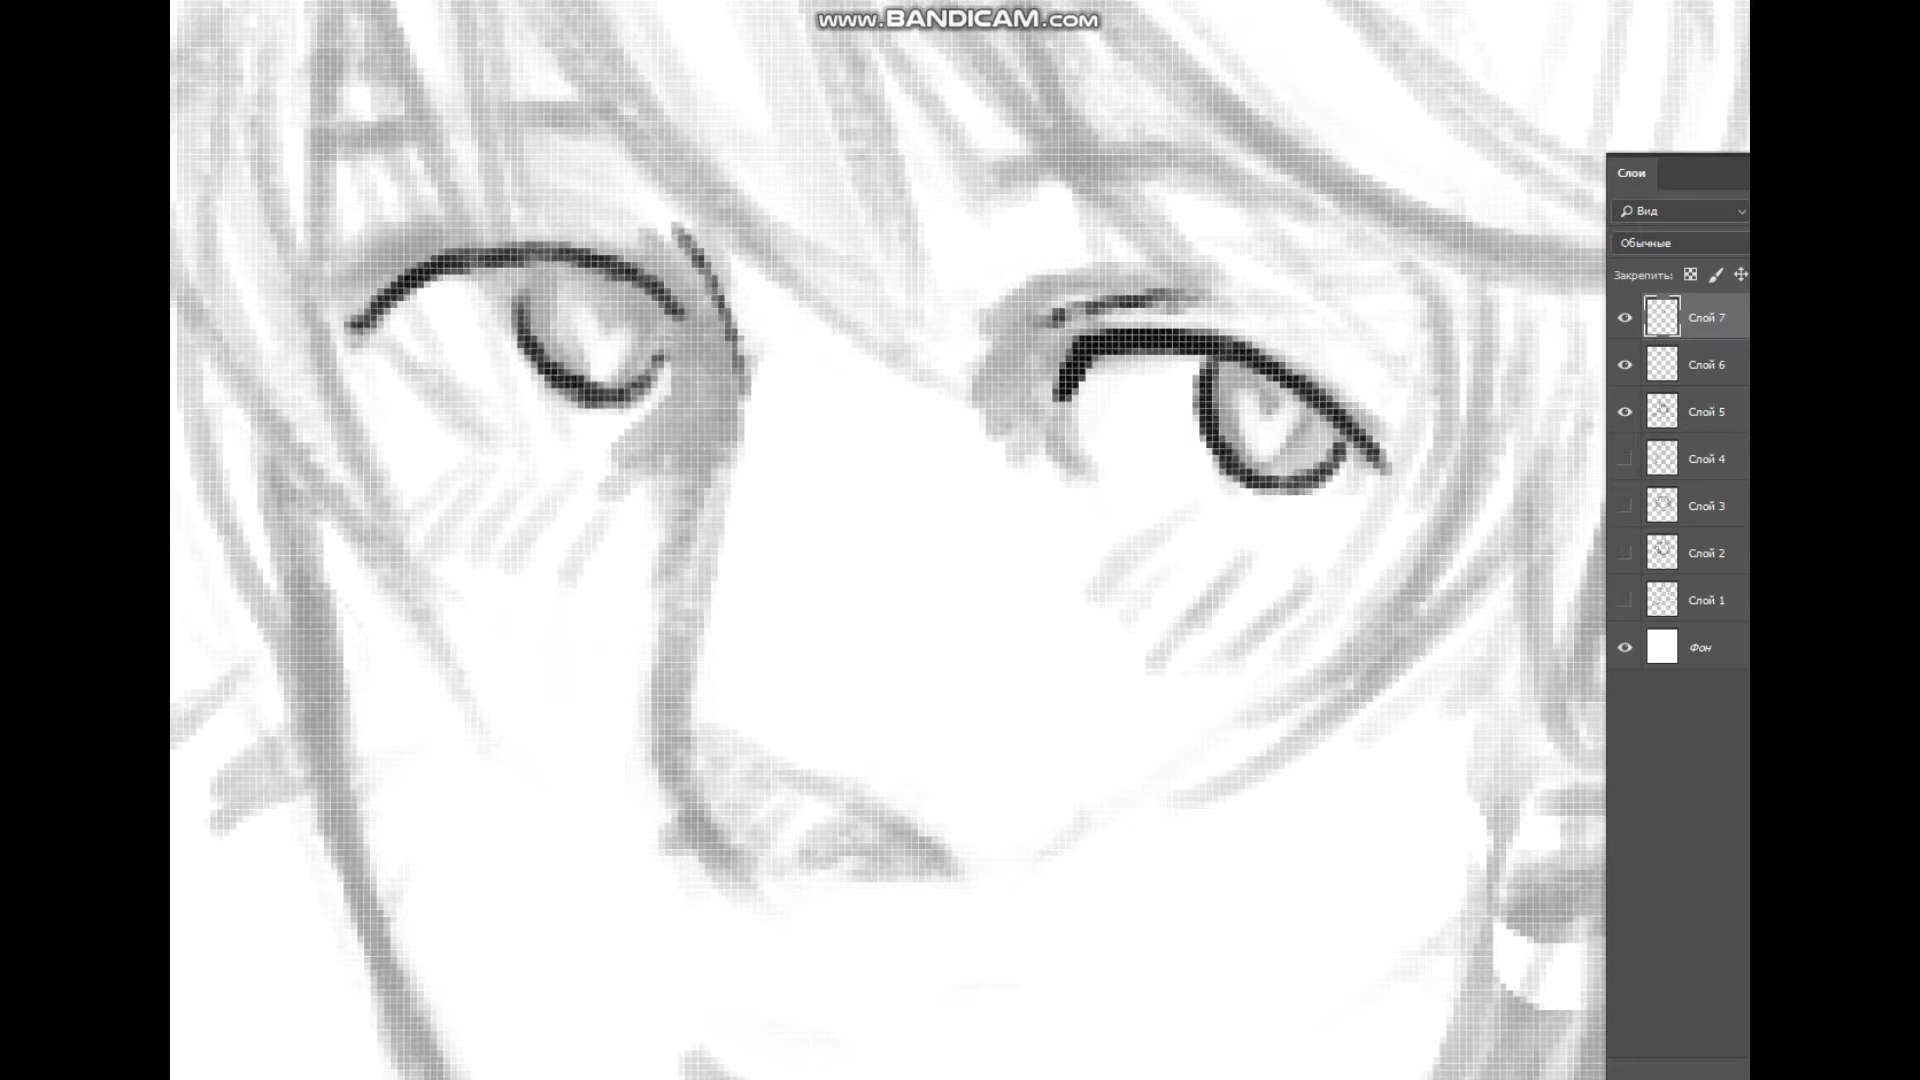 www.BANDICAM.com
Слои
Вид
Обычные
Закрепить:
Слой 7
Слой 6
Слой 5
Слой 4
Слой 3
Слой 2
Слой 1
Фон